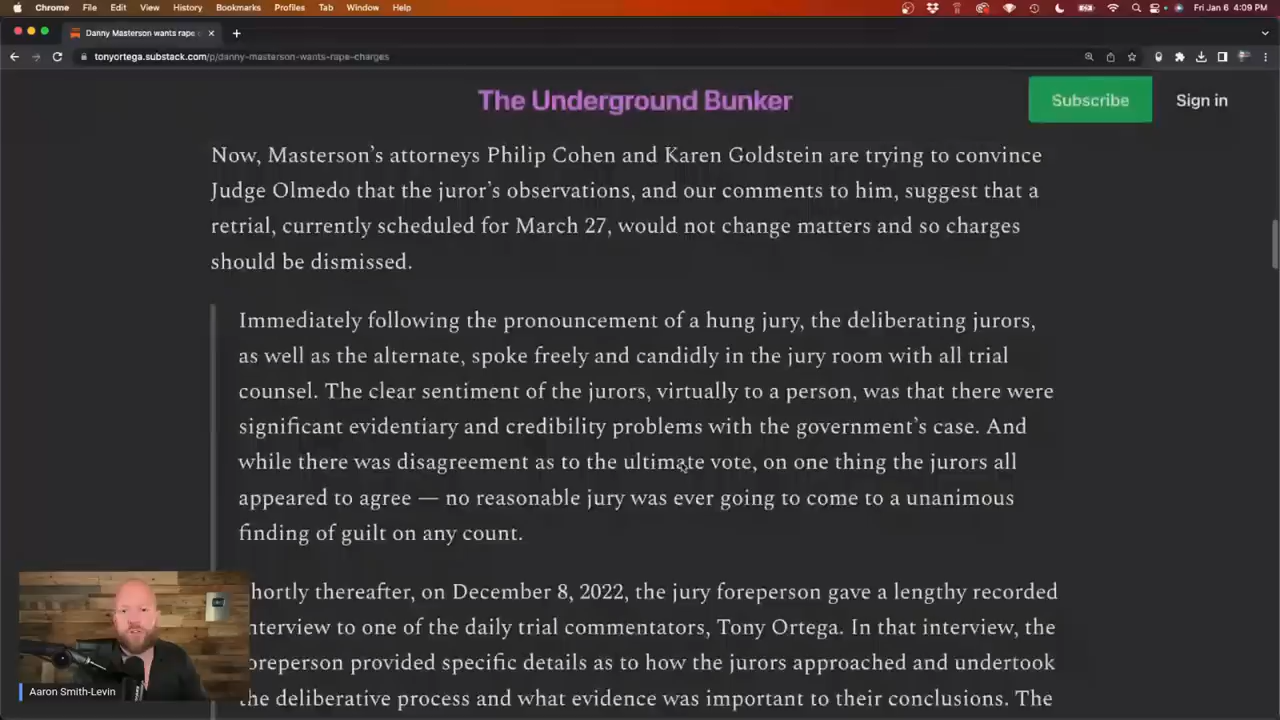 Chrome File Edit View History Bookmarks Profiles Tab Window Help Fri Jan 6 4:09 PM
Danny Masterson wants rape
tonyortega.substack.com/p/danny-masterson-wants-rape-charges
The Underground Bunker
Subscribe
Sign in
Now, Masterson’s attorneys Philip Cohen and Karen Goldstein are trying to convince
Judge Olmedo that the juror’s observations, and our comments to him, suggest that a
retrial, currently scheduled for March 27, would not change matters and so charges
should be dismissed.
Immediately following the pronouncement of a hung jury, the deliberating jurors,
as well as the alternate, spoke freely and candidly in the jury room with all trial
counsel. The clear sentiment of the jurors, virtually to a person, was that there were
significant evidentiary and credibility problems with the government’s case. And
while there was disagreement as to the ultimate vote, on one thing the jurors all
appeared to agree — no reasonable jury was ever going to come to a unanimous
finding of guilt on any count.
hortly thereafter, on December 8, 2022, the jury foreperson gave a lengthy recorded
nterview to one of the daily trial commentators, Tony Ortega. In that interview, the
oreperson provided specific details as to how the jurors approached and undertook
the deliberative process and what evidence was important to their conclusions. The
Aaron Smith-Levin